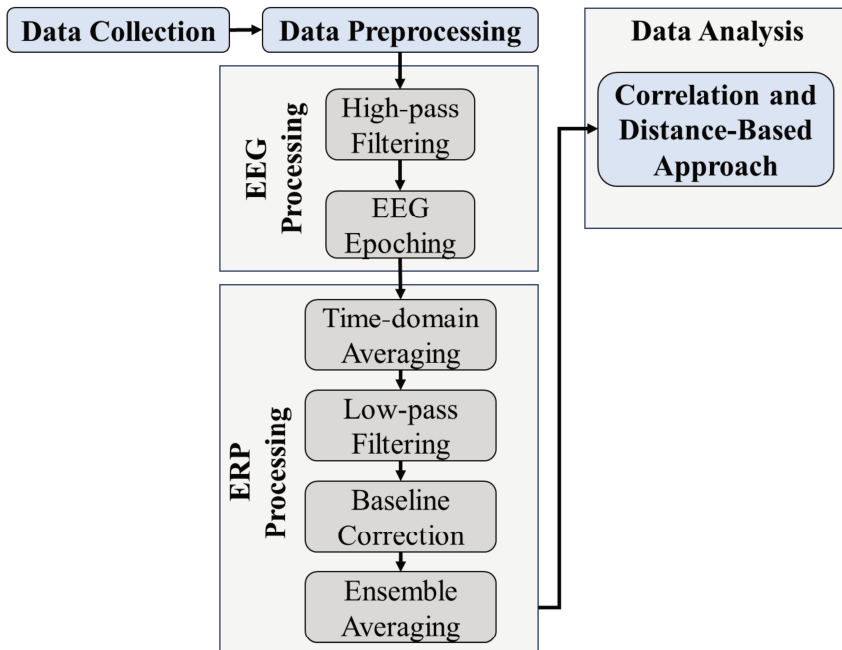 Data Collection
Data Preprocessing
EEG
Processing
High-pass
Filtering
EEG
Epoching
ERP
Processing
Time-domain
Averaging
Low-pass
Filtering
Baseline
Correction
Ensemble
Averaging
Data Analysis
Correlation and
Distance-Based
Approach